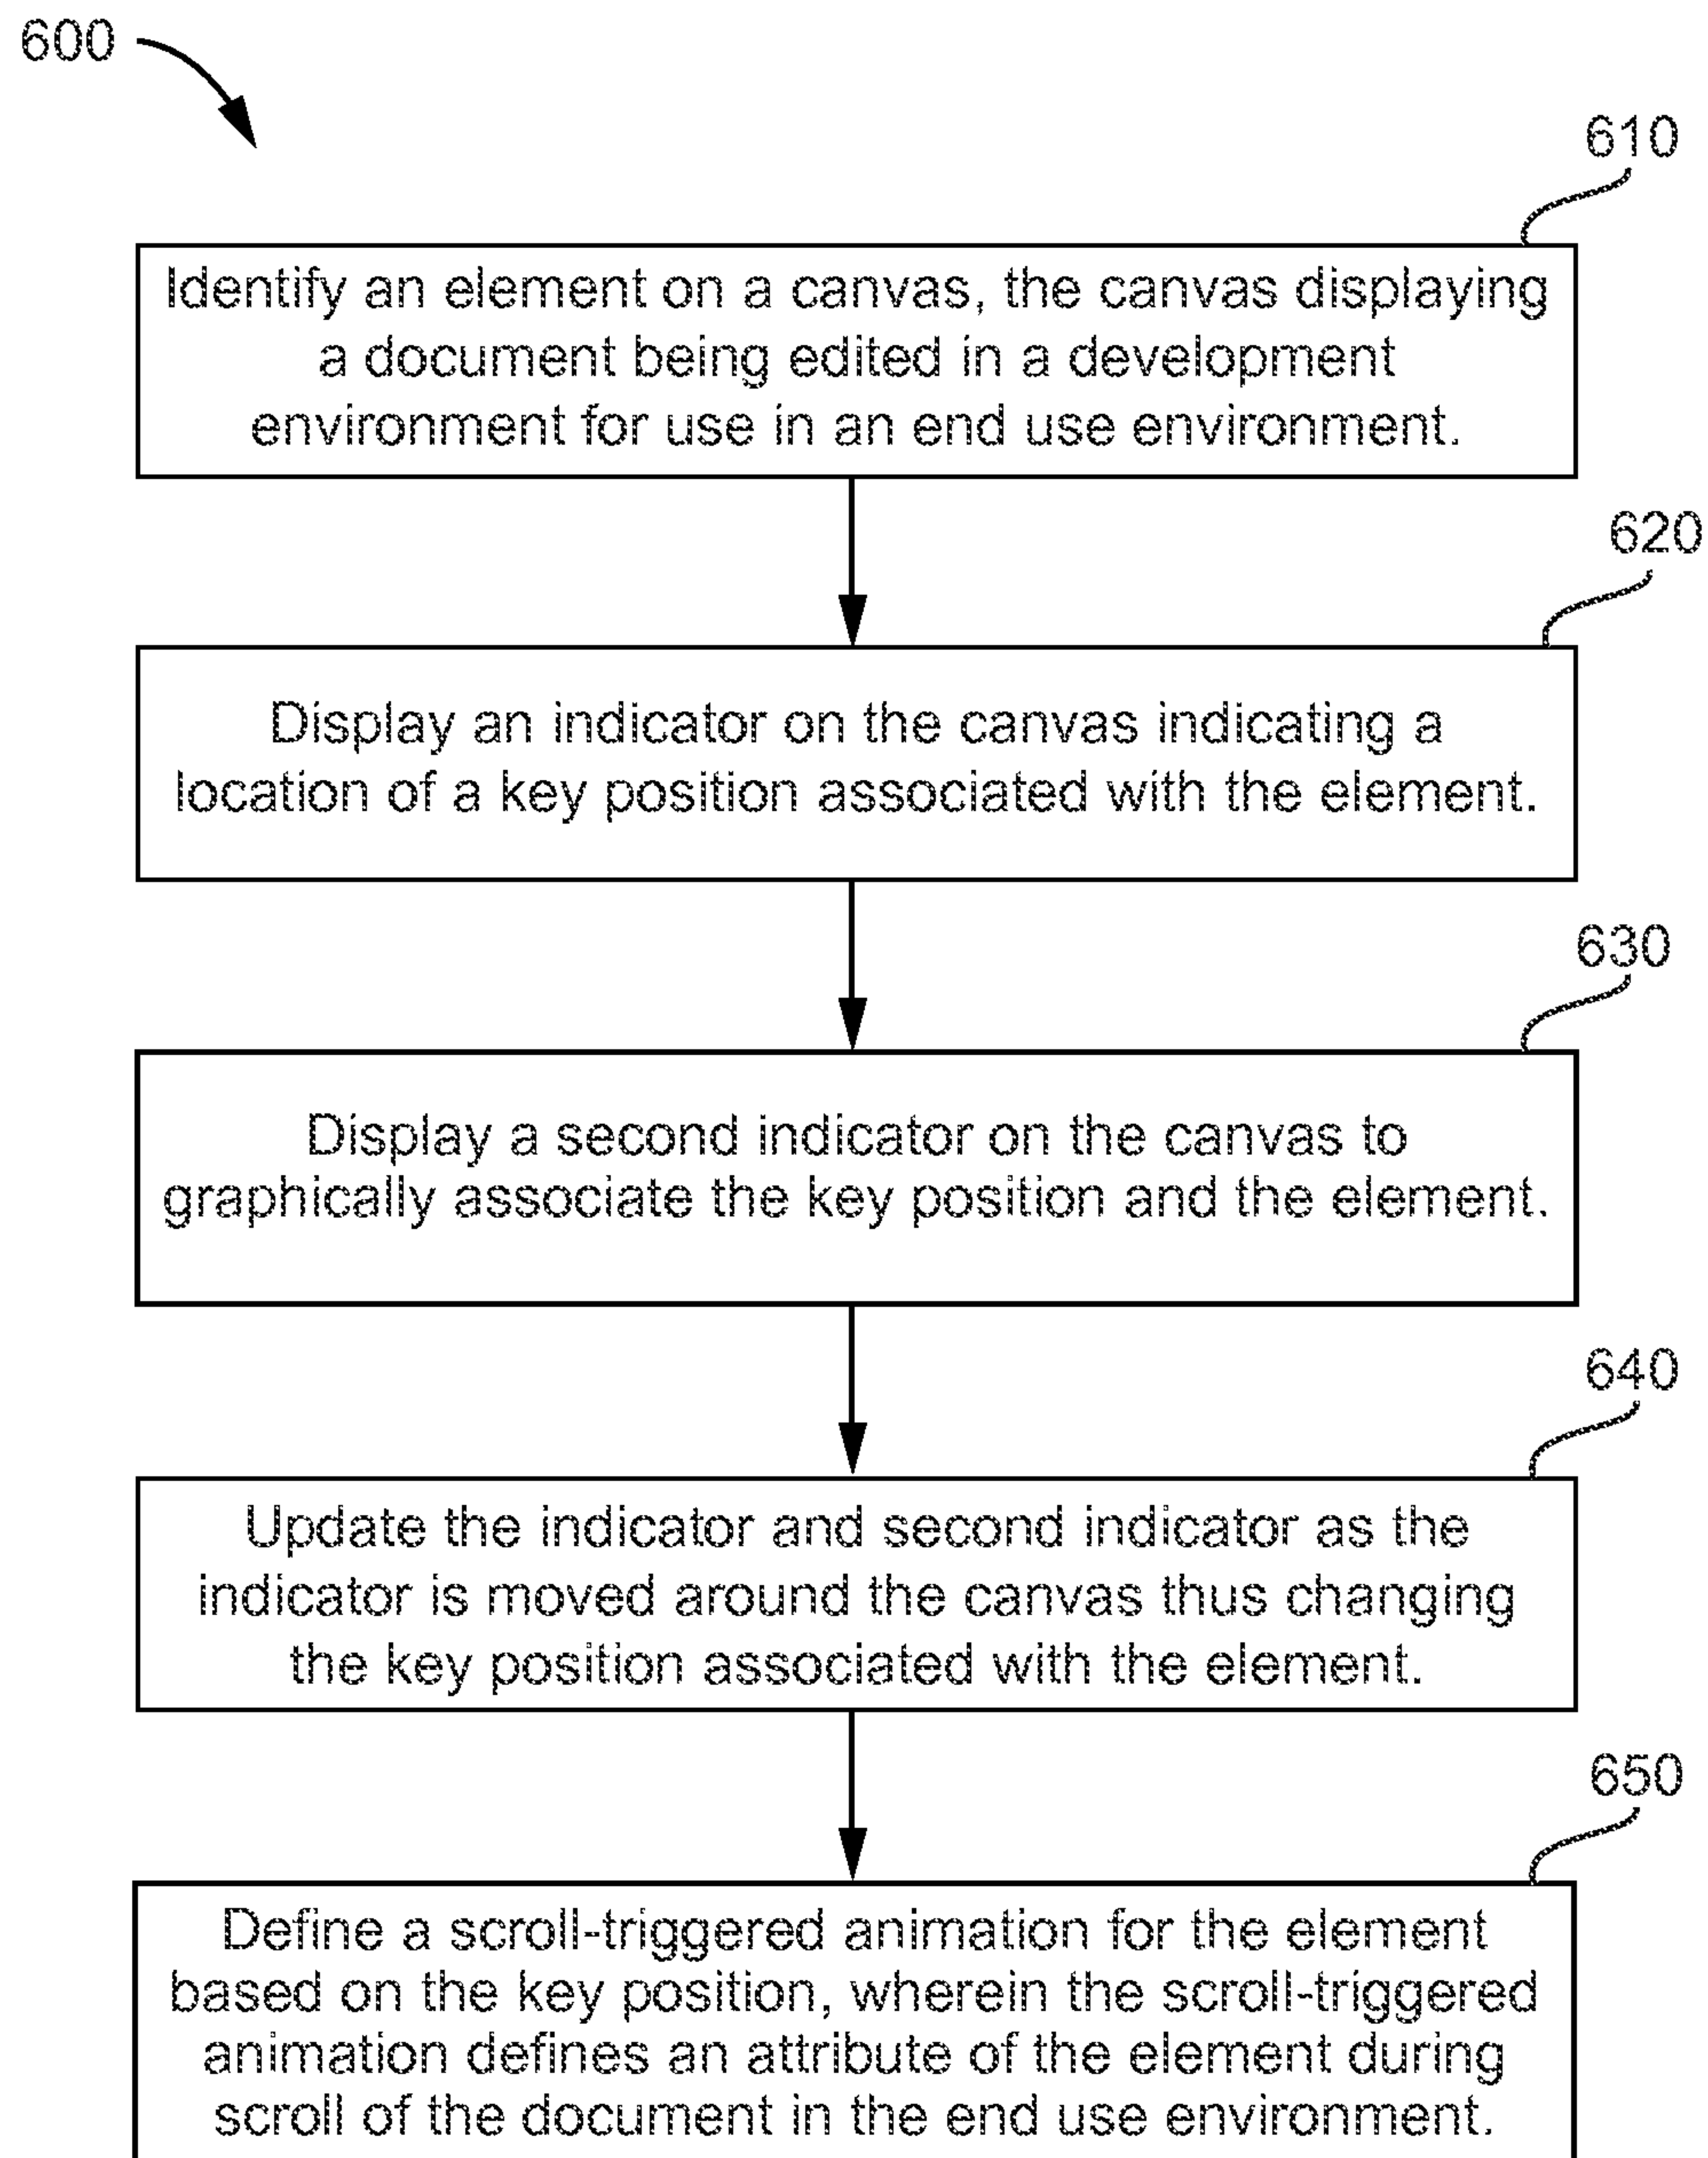 600
610
Identify an element on a canvas, the canvas displaying
a document being edited in a development
environment for use in an end use environment.
620
Display an indicator on the canvas indicating a
location of a key position associated with the element.
630
Display a second indicator on the canvas to
graphically associate the key position and the element.
640
Update the indicator and second indicator as the
indicator is moved around the canvas thus changing
the key position associated with the element.
650
Define a scroll-triggered animation for the element
based on the key position, wherein the scroll-triggered
animation defines an attribute of the element during
scroll of the document in the end use environment.